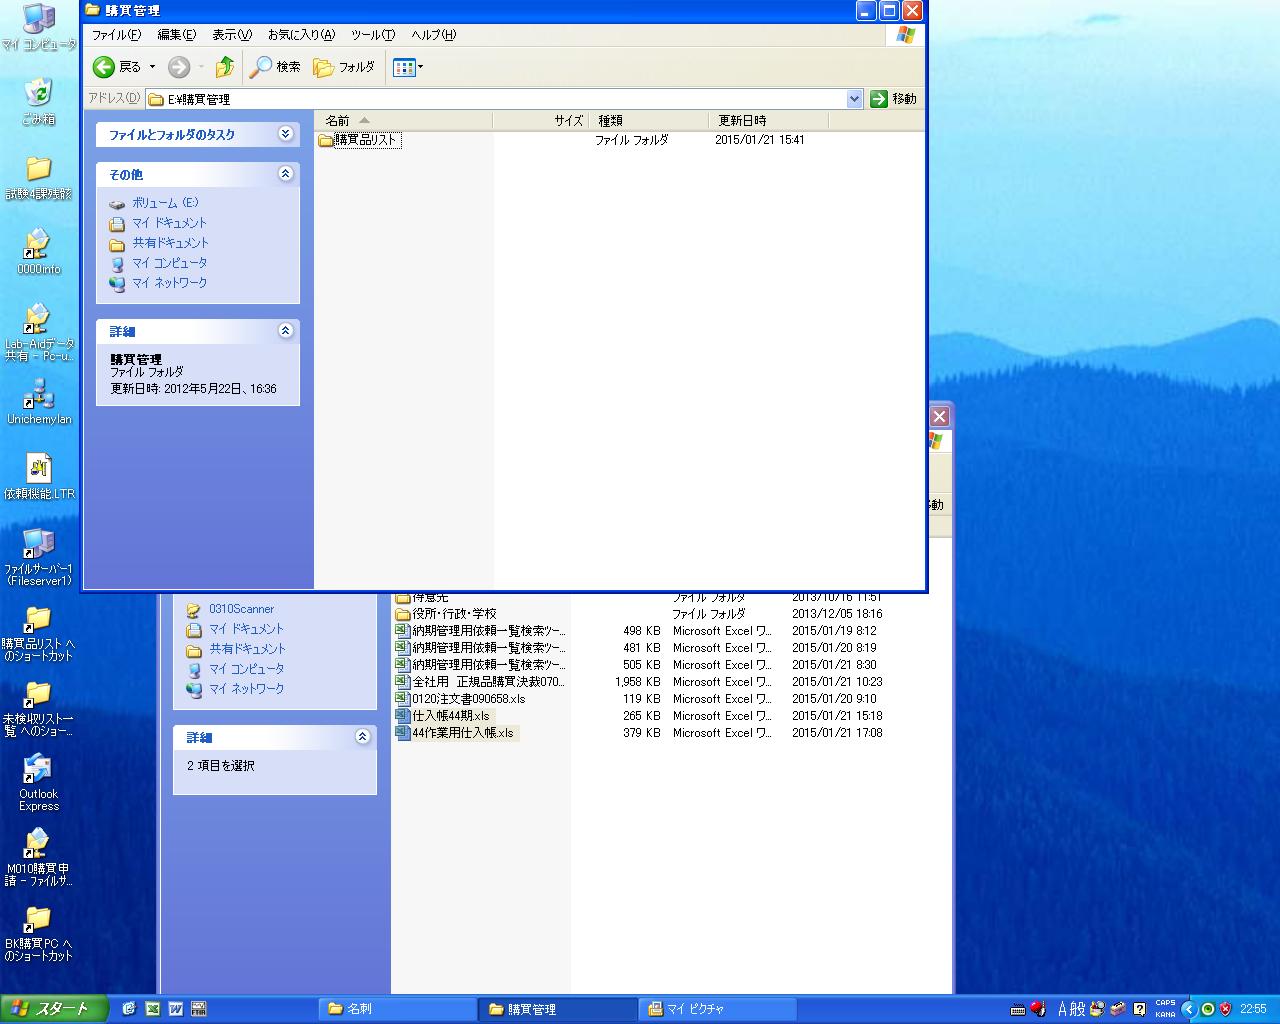 マイ コンピュータ
ごみ箱
試験4課残骸
0000info
Lab-Aidデータ
共有 - Pc-u...
Unichemylan
依頼機能.LTR
ファイルサーバー1
(Fileserver1)
購買品リスト へ
のショートカット
未検収リスト一
覧 へのショー...
Outlook
Express
M010購買申
請 - ファイルサ...
BK購買PC へ
のショートカット
購買管理
ファイル(F) 編集(E) 表示(V) お気に入り(A) ツール(T) ヘルプ(H)
戻る 検索 フォルダ
アドレス(D) E:¥購買管理 移動
ファイルとフォルダのタスク
その他
ボリューム (E:)
マイ ドキュメント
共有ドキュメント
マイ コンピュータ
マイ ネットワーク
詳細
購買管理
ファイル フォルダ
更新日時: 2012年5月22日、16:36
名前 サイズ 種類 更新日時
購買品リスト ファイル フォルダ 2015/01/21 15:41
動
0310Scanner
マイ ドキュメント
共有ドキュメント
マイ コンピュータ
マイ ネットワーク
詳細
2 項目を選択
得意先 ファイル フォルダ 2013/10/16 11:51
役所・行政・学校 ファイル フォルダ 2013/12/05 18:16
納期管理用依頼一覧検索ツー... 498 KB Microsoft Excel ワ... 2015/01/19 8:12
納期管理用依頼一覧検索ツー... 481 KB Microsoft Excel ワ... 2015/01/20 8:19
納期管理用依頼一覧検索ツー... 505 KB Microsoft Excel ワ... 2015/01/21 8:30
全社用 正規品購買決裁070... 1,958 KB Microsoft Excel ワ... 2015/01/21 10:23
0120注文書090658.xls 119 KB Microsoft Excel ワ... 2015/01/20 9:10
仕入帳44期.xls 265 KB Microsoft Excel ワ... 2015/01/21 15:18
44作業用仕入帳.xls 379 KB Microsoft Excel ワ... 2015/01/21 17:08
スタート
FTIR
名刺
購買管理
マイ ピクチャ
A 般
CAPS
KANA
22:55